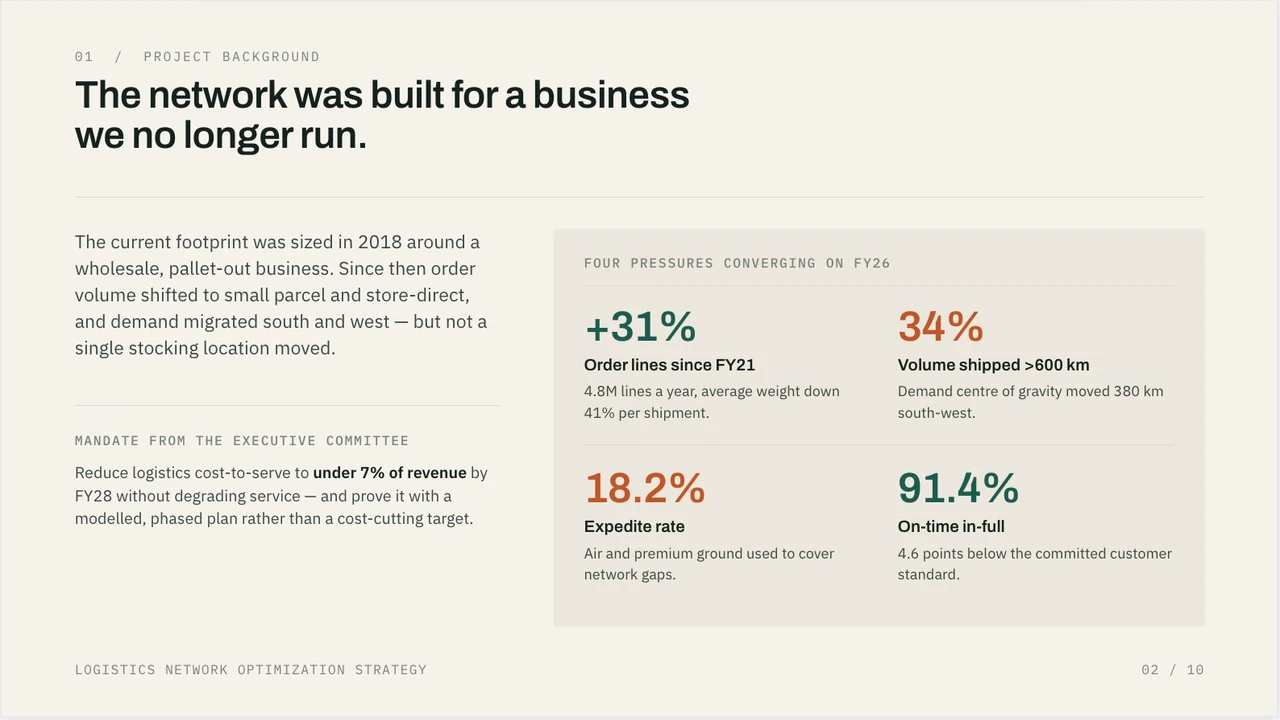 01 / PROJECT BACKGROUND
The network was built for a business
we no longer run.
The current footprint was sized in 2018 around a
wholesale, pallet-out business. Since then order
volume shifted to small parcel and store-direct,
and demand migrated south and west — but not a
single stocking location moved.
MANDATE FROM THE EXECUTIVE COMMITTEE
Reduce logistics cost-to-serve to under 7% of revenue by
FY28 without degrading service — and prove it with a
modelled, phased plan rather than a cost-cutting target.
FOUR PRESSURES CONVERGING ON FY26
+31%
Order lines since FY21
4.8M lines a year, average weight down
41% per shipment.
34%
Volume shipped >600 km
Demand centre of gravity moved 380 km
south-west.
18.2%
Expedite rate
Air and premium ground used to cover
network gaps.
91.4%
On-time in-full
4.6 points below the committed customer
standard.
LOGISTICS NETWORK OPTIMIZATION STRATEGY
02 / 10